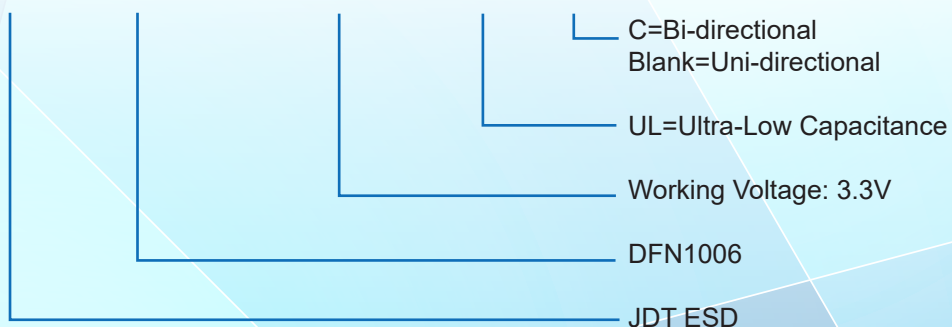 C=Bi-directional
Blank=Uni-directional
UL=Ultra-Low Capacitance
Working Voltage: 3.3V
DFN1006
JDT ESD